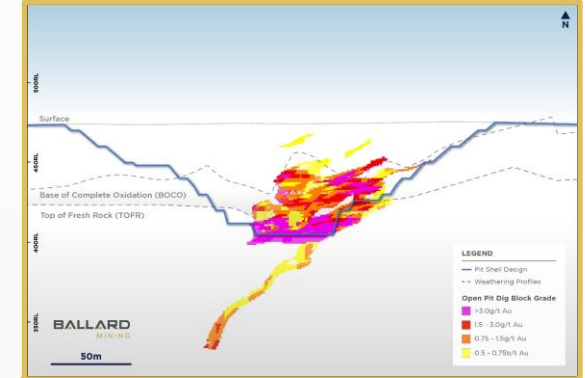 N
500RL
Surface
450RL
Base of Complete Oxidation (BOCO)
Top of Fresh Rock (TOFR)
400RL
350RL
BALLARD
MINING
50m
LEGEND
Pit Shell Design
Weathering Profiles
Open Pit Dig Block Grade
>3.0g/t Au
1.5 - 3.0g/t Au
0.75 - 1.5g/t Au
0.5 - 0.75g/t Au